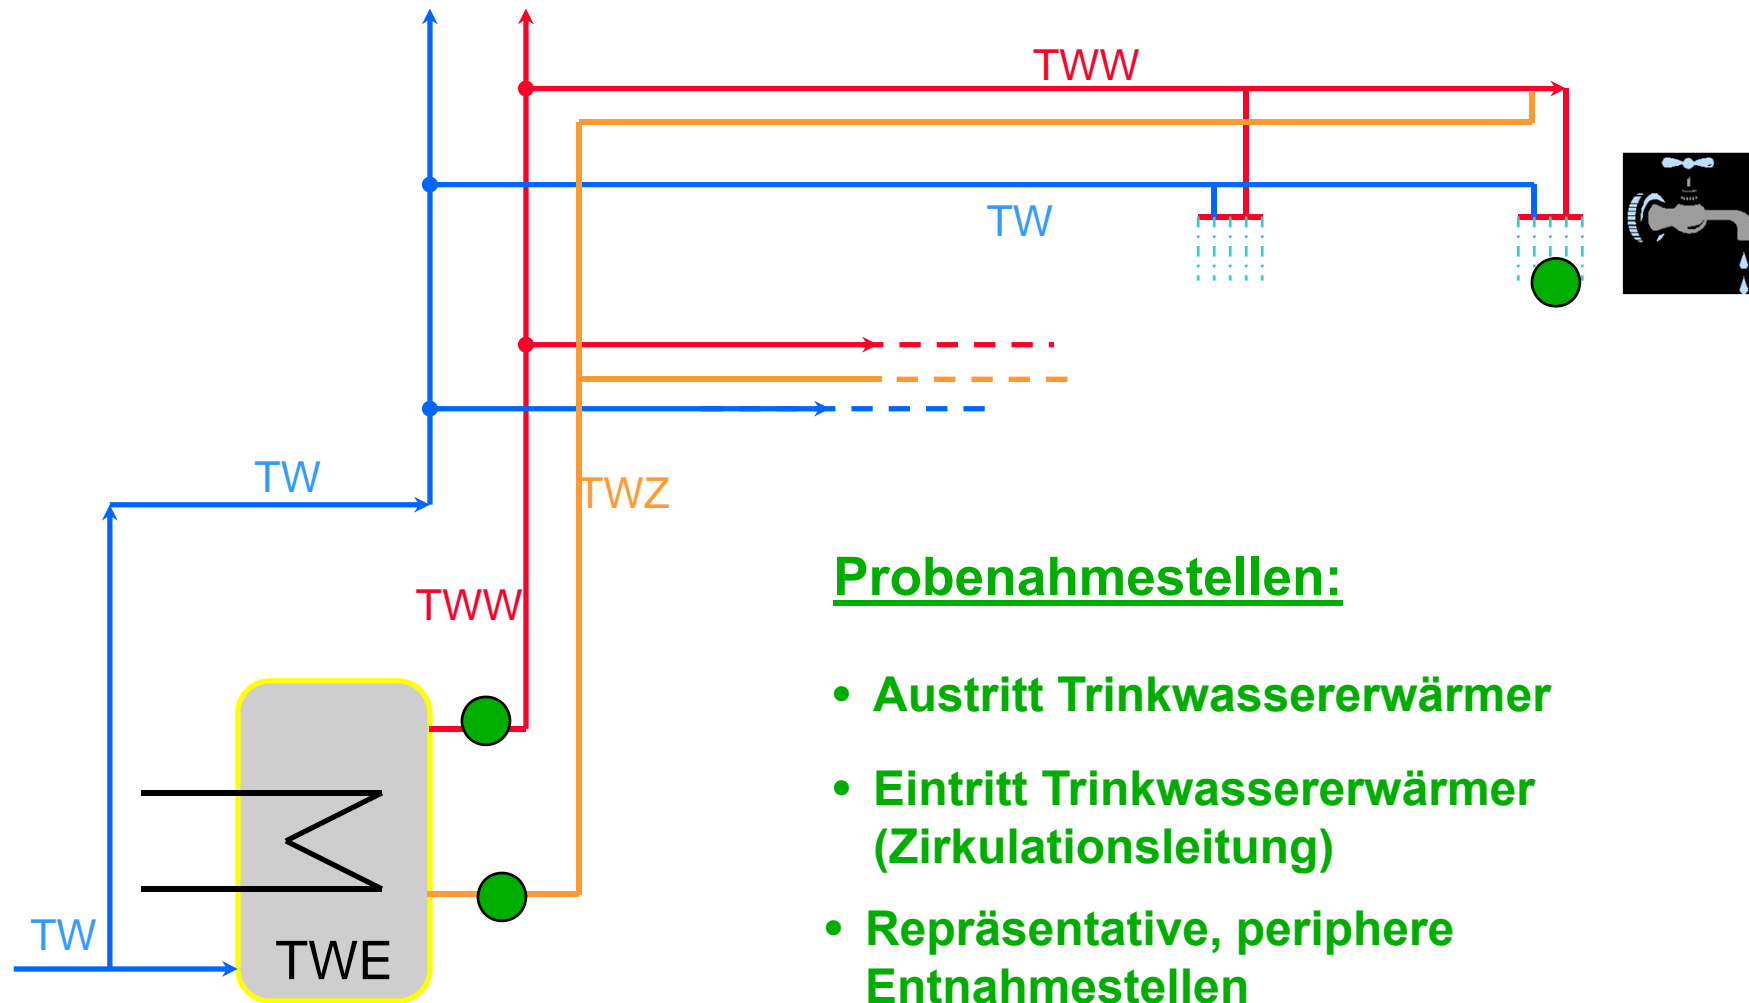 TWW
TW
TW
TWZ
TWW
TW
TWE
Probenahmestellen:
• Austritt Trinkwassererwärmer
• Eintritt Trinkwassererwärmer
(Zirkulationsleitung)
• Repräsentative, periphere
Entnahmestellen